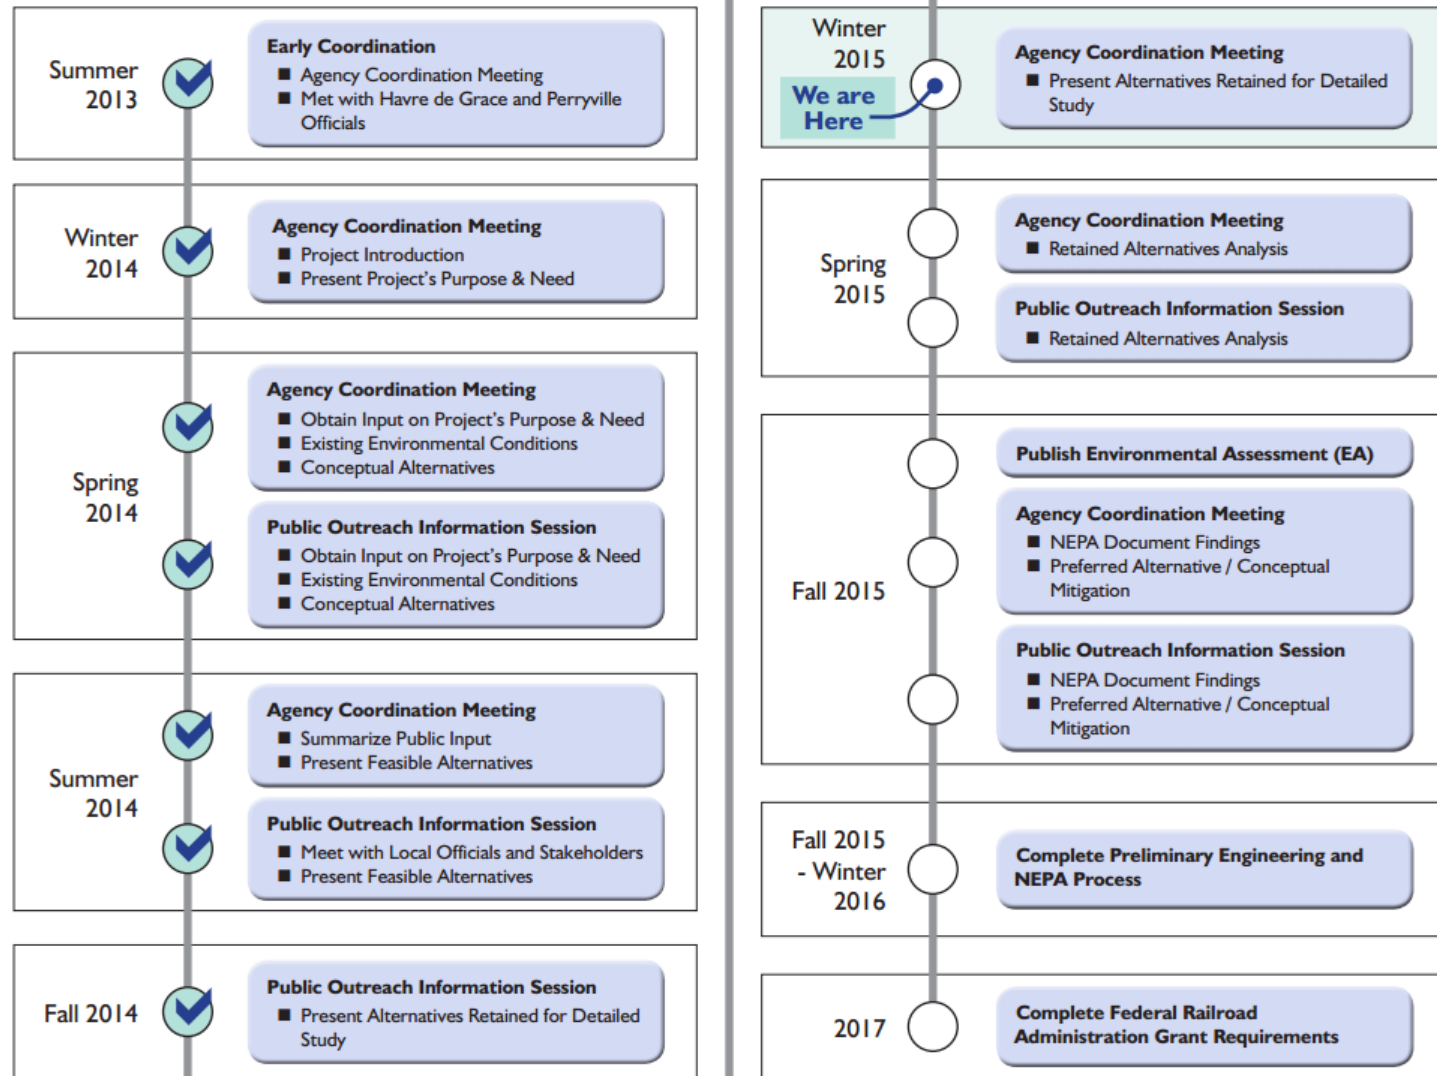 Summer
2013
Early Coordination
■ Agency Coordination Meeting
■ Met with Havre de Grace and Perryville
Officials
Winter
2014
Agency Coordination Meeting
■ Project Introduction
■ Present Project's Purpose & Need
Spring
2014
Agency Coordination Meeting
■ Obtain Input on Project's Purpose & Need
■ Existing Environmental Conditions
■ Conceptual Alternatives
Public Outreach Information Session
■ Obtain Input on Project's Purpose & Need
■ Existing Environmental Conditions
■ Conceptual Alternatives
Summer
2014
Agency Coordination Meeting
■ Summarize Public Input
■ Present Feasible Alternatives
Public Outreach Information Session
■ Meet with Local Officials and Stakeholders
■ Present Feasible Alternatives
Fall 2014
Public Outreach Information Session
■ Present Alternatives Retained for Detailed
Study
Winter
2015
We are
Here
Agency Coordination Meeting
■ Present Alternatives Retained for Detailed
Study
Spring
2015
Agency Coordination Meeting
■ Retained Alternatives Analysis
Public Outreach Information Session
■ Retained Alternatives Analysis
Fall 2015
Publish Environmental Assessment (EA)
Agency Coordination Meeting
■ NEPA Document Findings
■ Preferred Alternative / Conceptual
Mitigation
Public Outreach Information Session
■ NEPA Document Findings
■ Preferred Alternative / Conceptual
Mitigation
Fall 2015
- Winter
2016
Complete Preliminary Engineering and
NEPA Process
2017
Complete Federal Railroad
Administration Grant Requirements